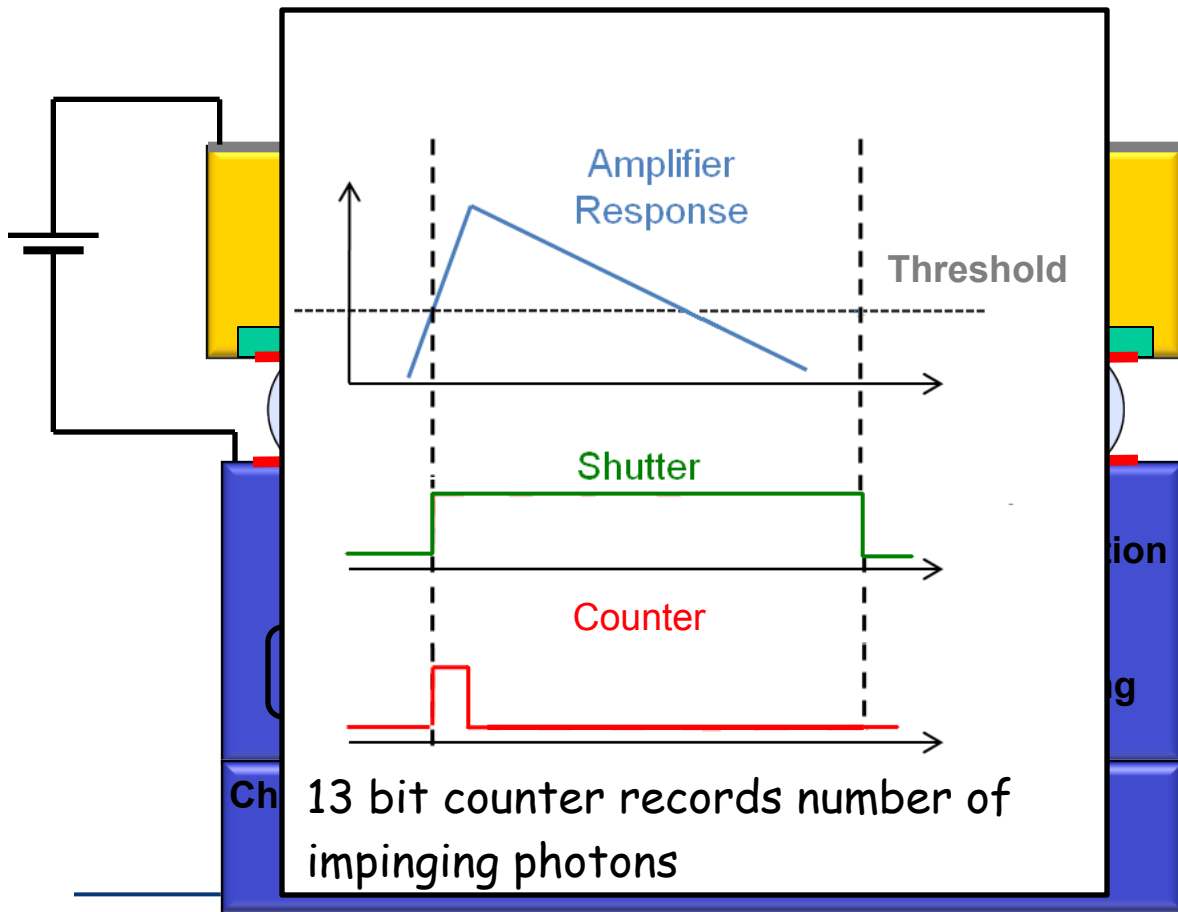 Amplifier
Response
Threshold
Shutter
Counter
13 bit counter records number of
impinging photons